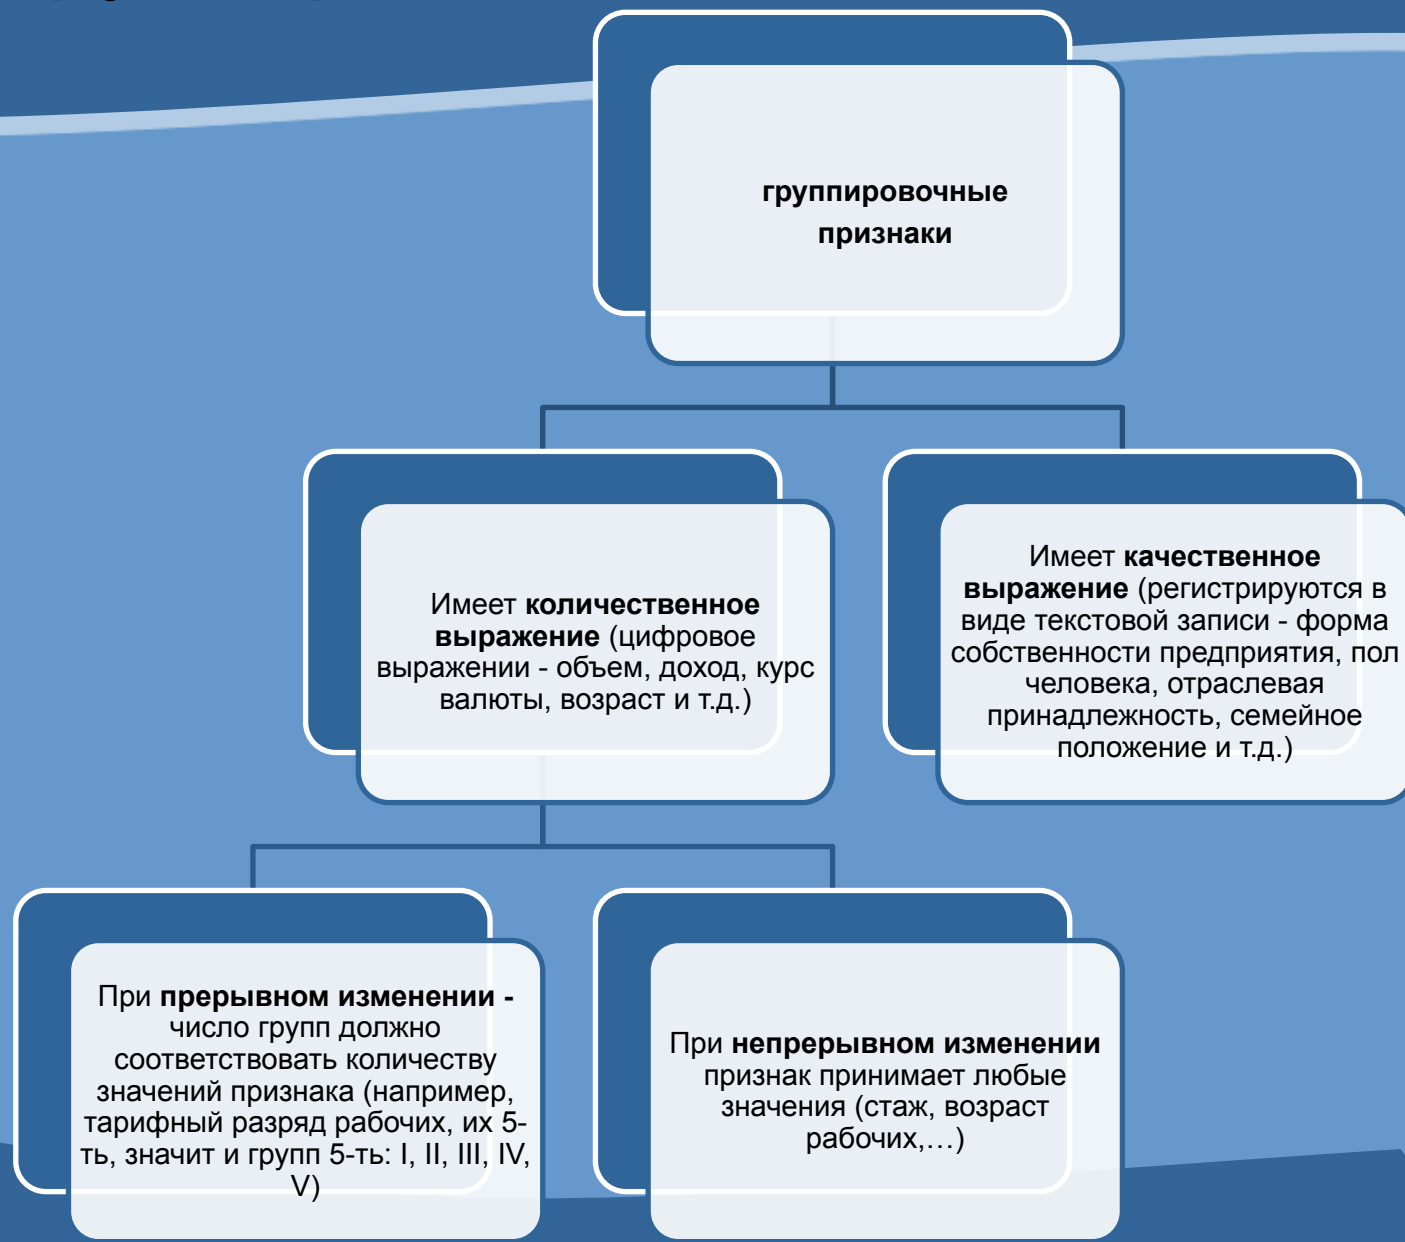 группировочные
признаки
Имеет количественное
выражение (цифровое
выражении - объем, доход, курс
валюты, возраст и т.д.)
Имеет качественное
выражение (регистрируются в
виде текстовой записи - форма
собственности предприятия, пол
человека, отраслевая
принадлежность, семейное
положение и т.д.)
При прерывном изменении -
число групп должно
соответствовать количеству
значений признака (например,
тарифный разряд рабочих, их 5-
ть, значит и групп 5-ть: I, II, III, IV,
V)
При непрерывном изменении
признак принимает любые
значения (стаж, возраст
рабочих,…)